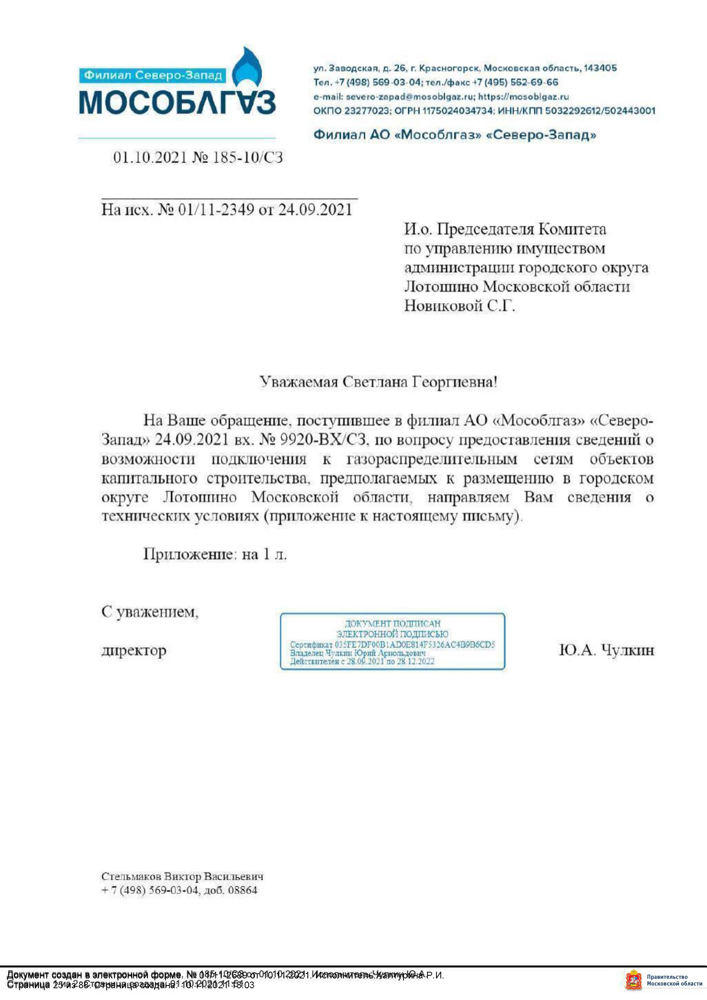 Филиал Северо-Запад
МОСОБЛГАЗ
ул. Заводская, д. 26, г. Красногорск, Московская область, 143405
Тел. +7 (498) 569-03-04; тел./факс +7 (495) 562-69-66
e-mail: severo-zapad@mosoblgaz.ru; https://mosoblgaz.ru
ОКПО 23277023; ОГРН 1175024034734; ИНН/КПП 5032292612/502443001
Филиал АО «Мособлгаз» «Северо-Запад»
01.10.2021 № 185-10/СЗ
На исх. № 01/11-2349 от 24.09.2021
И.о. Председателя Комитета
по управлению имуществом
администрации городского округа
Лотошино Московской области
Новиковой С.Г.
Уважаемая Светлана Георгиевна!
На Ваше обращение, поступившее в филиал АО «Мособлгаз» «Северо-
Запад» 24.09.2021 вх. № 9920-ВХ/СЗ, по вопросу предоставления сведений о
возможности подключения к газораспределительным сетям объектов
капитального строительства, предполагаемых к размещению в городском
округе Лотошино Московской области, направляем Вам сведения о
технических условиях (приложение к настоящему письму).
Приложение: на 1 л.
С уважением,
директор
ДОКУМЕНТ ПОДПИСАН
ЭЛЕКТРОННОЙ ПОДПИСЬЮ
Сертификат 035FE7DF00B1AD0E814F5326AC4B9B6CD5
Владелец Чулкин Юрий Арнольдович
Действителен с 28.09.2021 по 28.12.2022
Ю.А. Чулкин
Стельмаков Виктор Васильевич
+ 7 (498) 569-03-04, доб. 08864
Документ создан в электронной форме. № 01/11-2689 от 10.11.2021. Исполнитель: Халтурина Р.И.
Страница 25 из 88. Страница создана: 10.11.2021 18:03
Правительство
Московской области